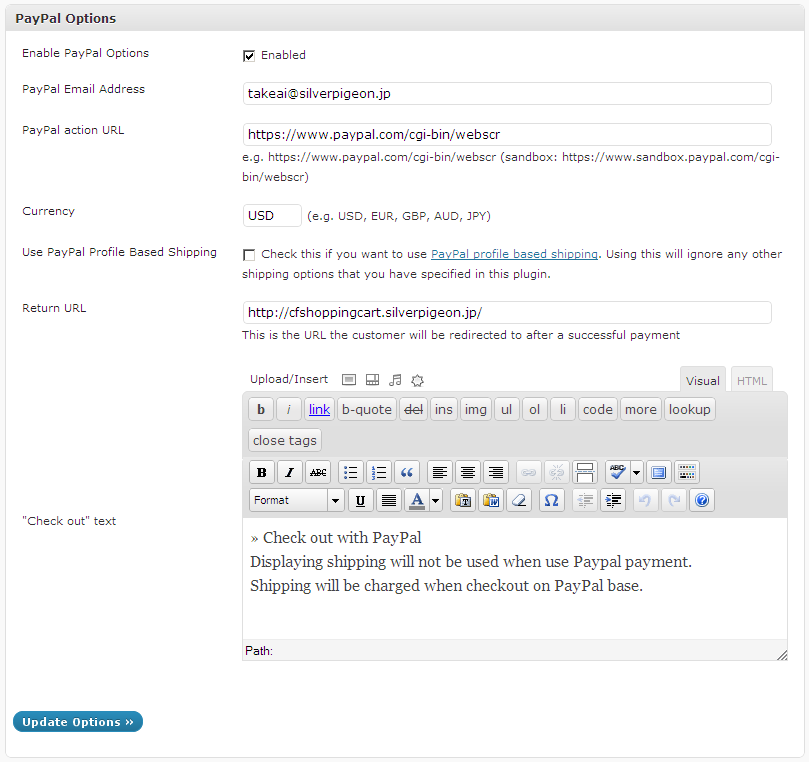 PayPal Options
Enable PayPal Options
Enabled
PayPal Email Address
takeai@silverpigeon.jp
PayPal action URL
https://www.paypal.com/cgi-bin/webscr
e.g. https://www.paypal.com/cgi-bin/webscr (sandbox: https://www.sandbox.paypal.com/cgi-
bin/webscr)
Currency
USD (e.g. USD, EUR, GBP, AUD, JPY)
Use PayPal Profile Based Shipping
Check this if you want to use PayPal profile based shipping. Using this will ignore any other
shipping options that you have specified in this plugin.
Return URL
http://cfshoppingcart.silverpigeon.jp/
This is the URL the customer will be redirected to after a successful payment
Upload/Insert
Visual HTML
b i link b-quote del ins img ul ol li code more lookup
close tags
B I ABC ABC
Format U A T W Ω
"Check out" text
» Check out with PayPal
Displaying shipping will not be used when use Paypal payment.
Shipping will be charged when checkout on PayPal base.
Path:
Update Options »